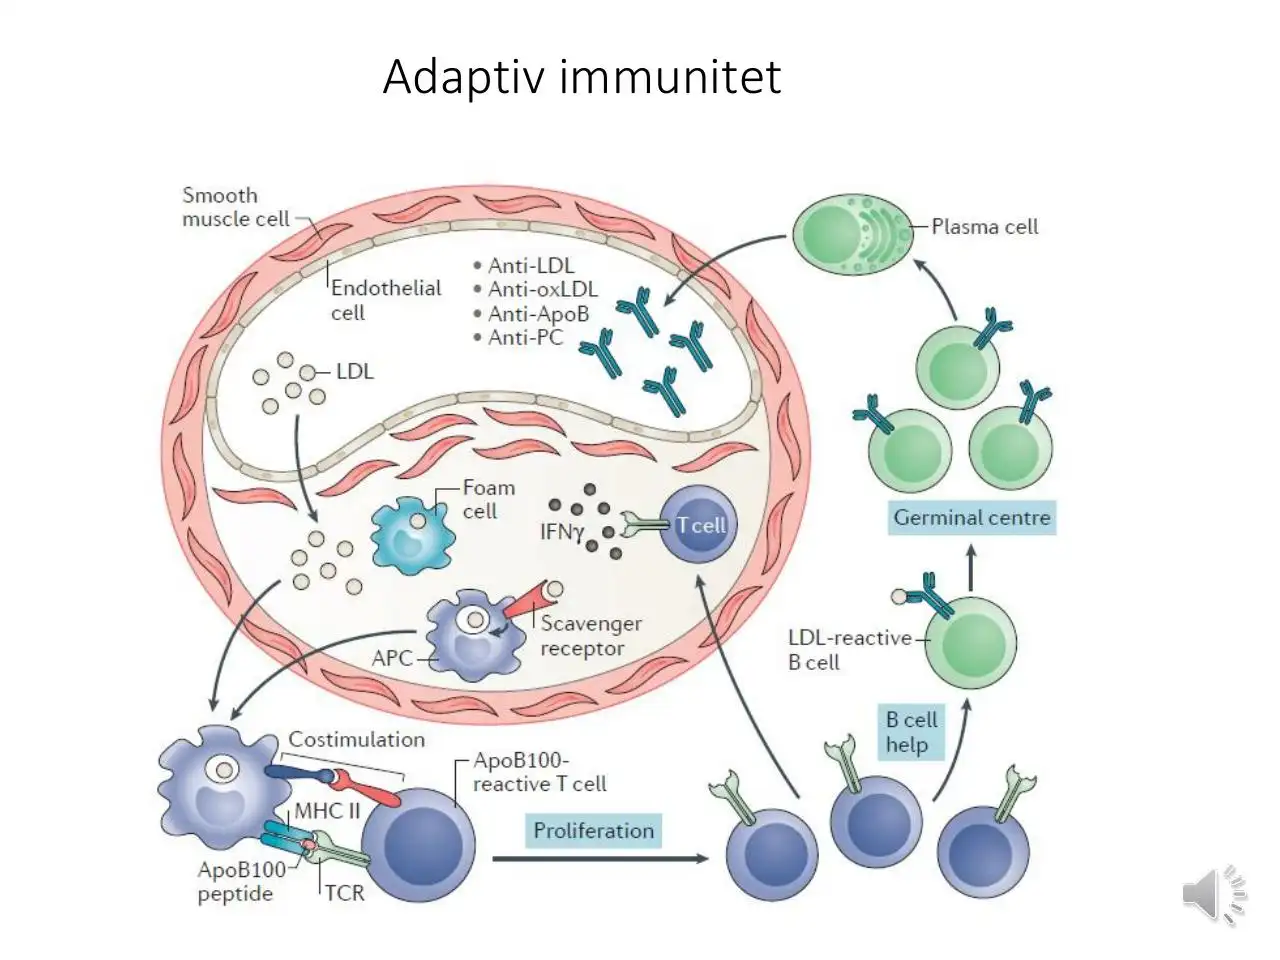 Adaptiv immunitet
Smooth
muscle cell
Endothelial
cell
• Anti-LDL
• Anti-oxLDL
• Anti-ApoB
• Anti-PC
Plasma cell
LDL
Foam
cell
IFNγ
T cell
Germinal centre
Scavenger
receptor
APC
LDL-reactive
B cell
B cell
help
Costimulation
ApoB100-
reactive T cell
MHC II
Proliferation
ApoB100
peptide
TCR